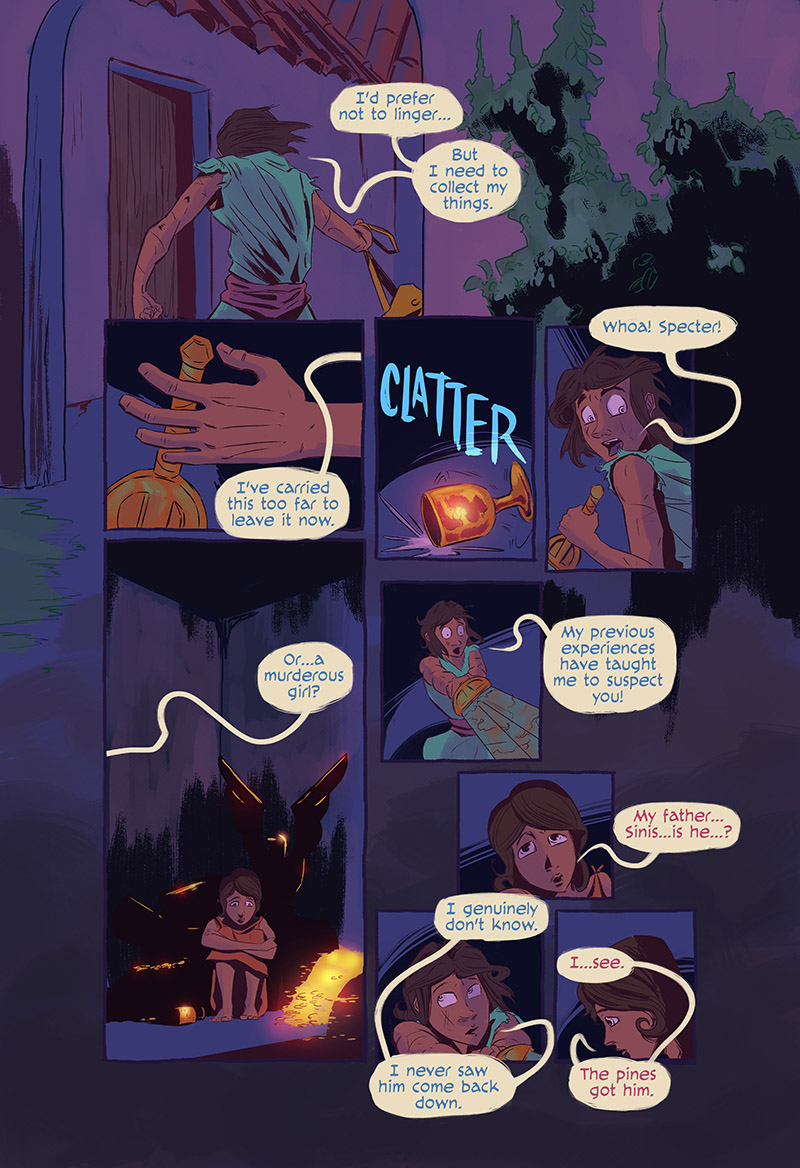 I'd prefer
not to linger...
But
I need to
collect my
things.
I've carried
this too far to
leave it now.
CLATTER
Whoa! Specter!
Or...a
murderous
girl?
My previous
experiences
have taught
me to suspect
you!
My father...
Sinis...is he...?
I genuinely
don't know.
I never saw
him come back
down.
I...see.
The pines
got him.